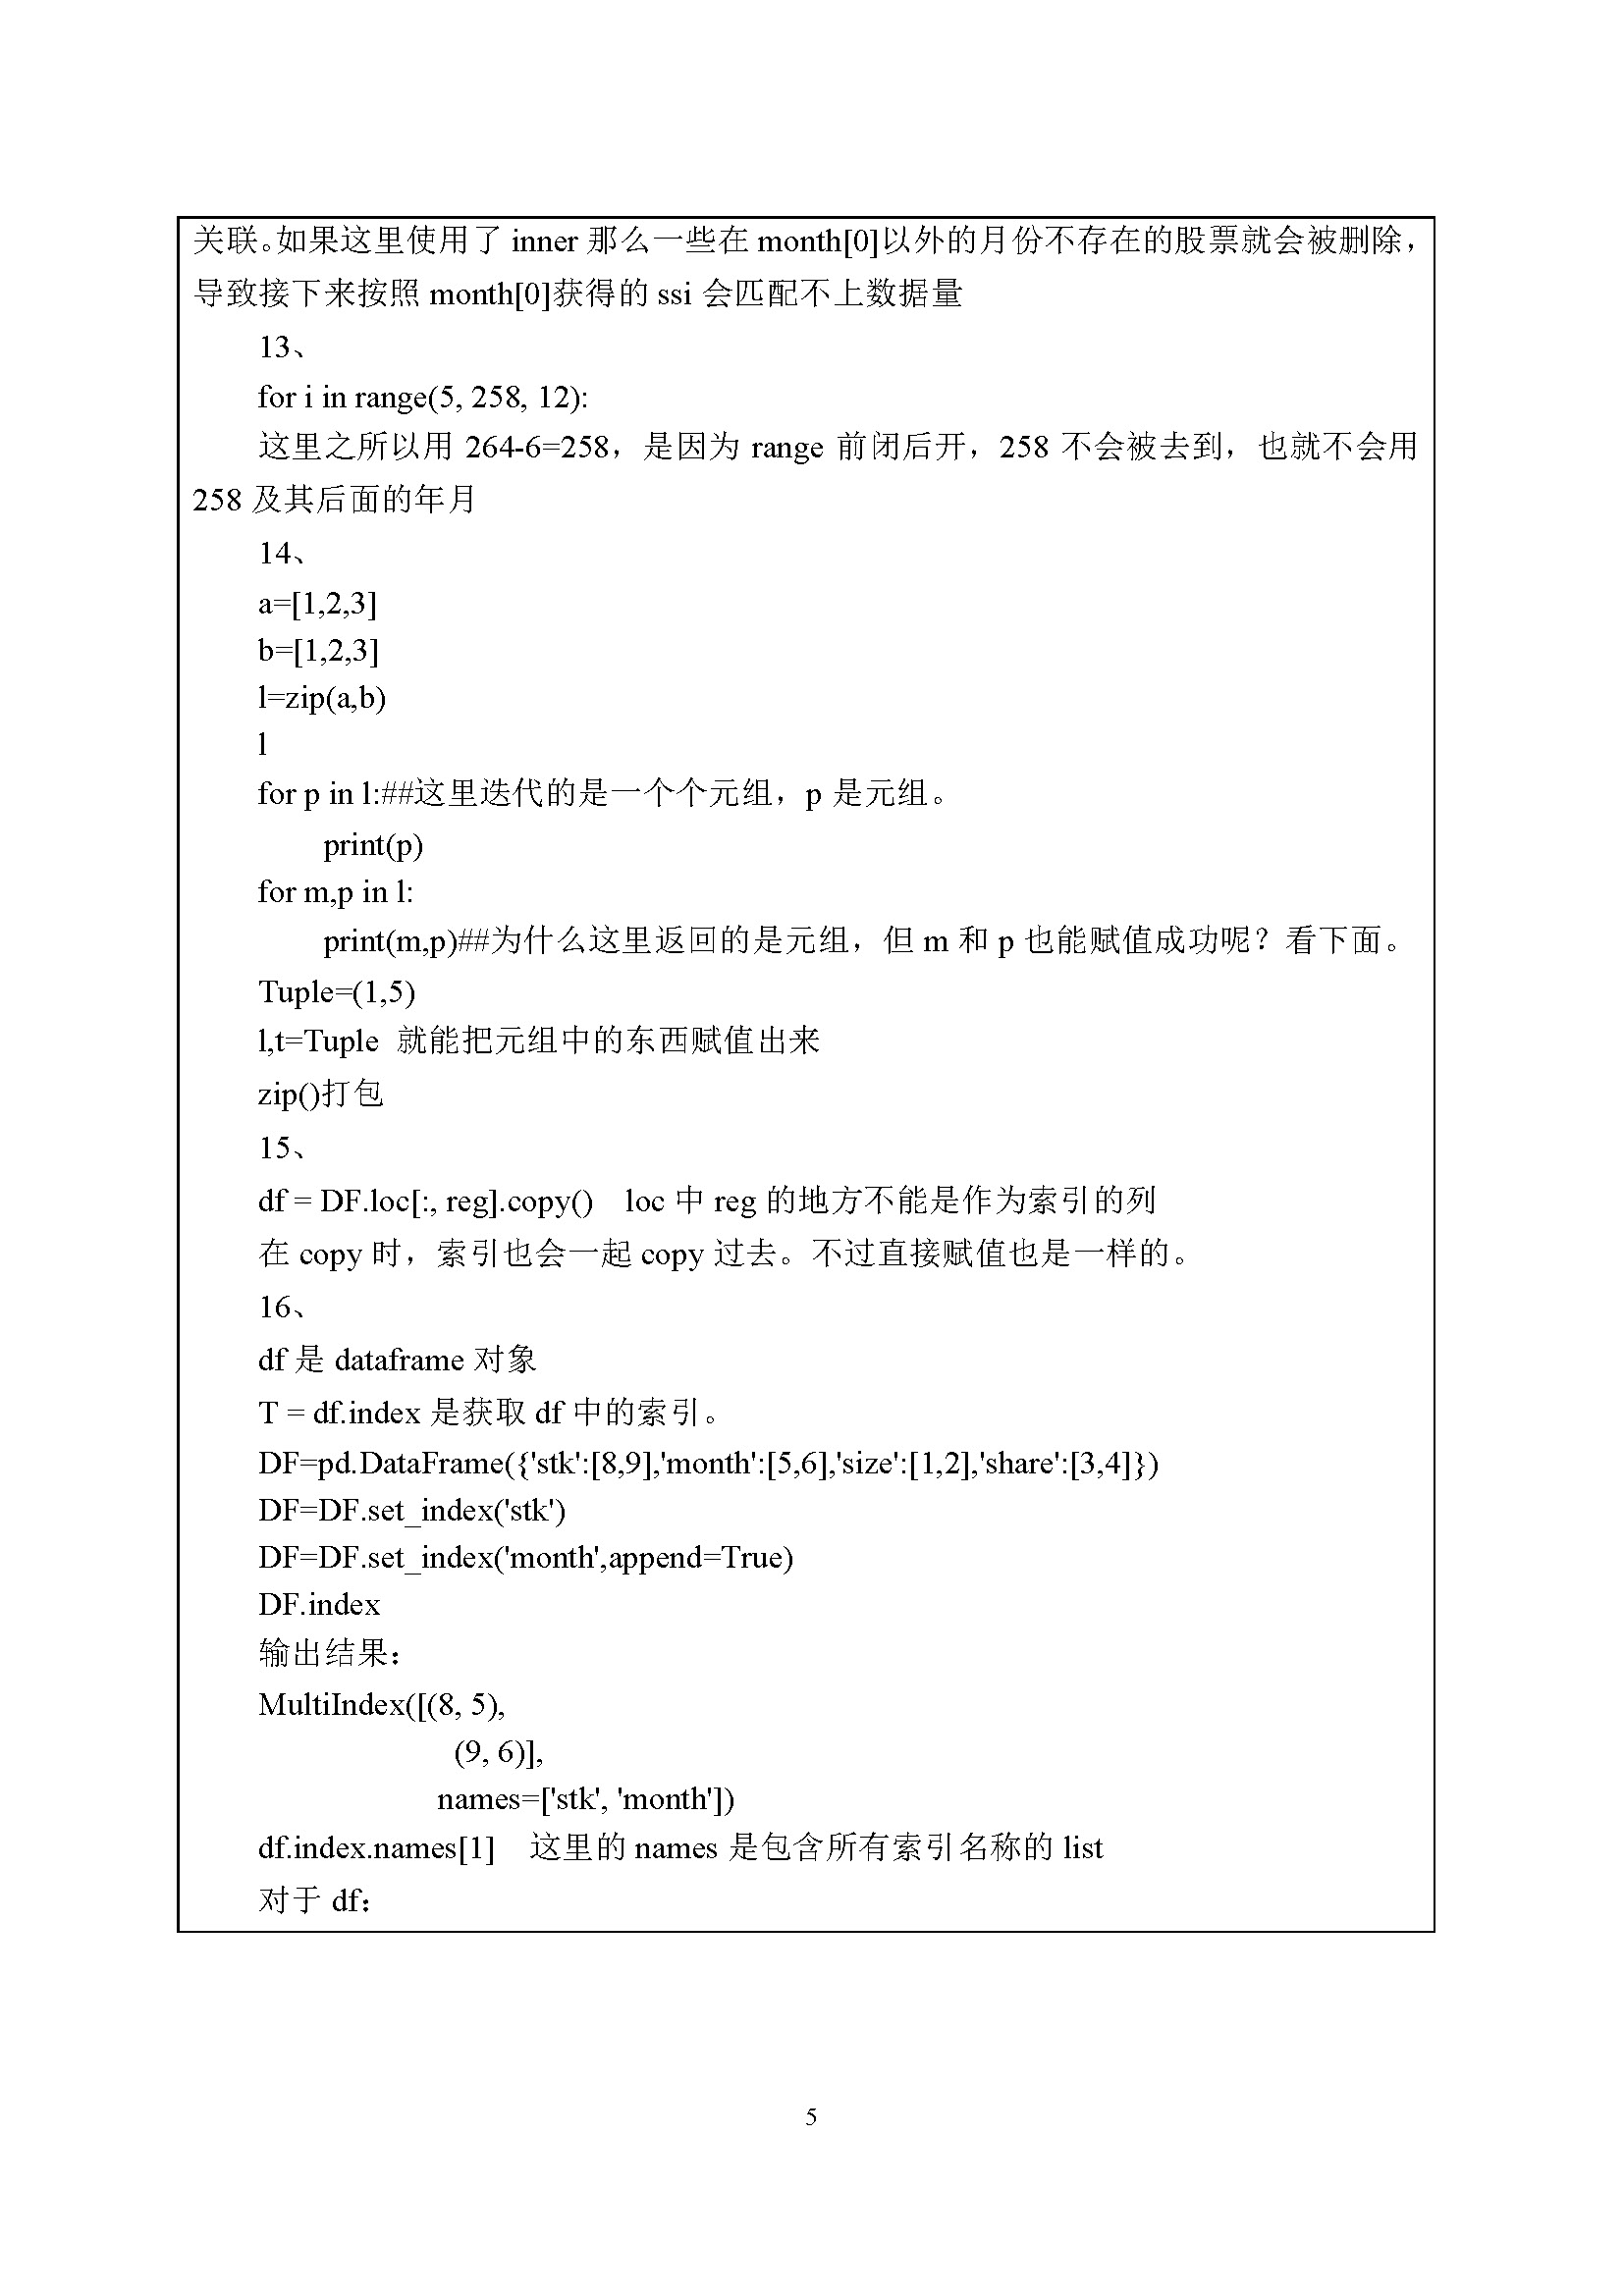 关联。如果这里使用了 inner 那么一些在 month[0]以外的月份不存在的股票就会被删除，
导致接下来按照 month[0]获得的 ssi 会匹配不上数据量
13、
for i in range(5, 258, 12):
这里之所以用 264-6=258，是因为 range 前闭后开，258 不会被去到，也就不会用
258 及其后面的年月
14、
a=[1,2,3]
b=[1,2,3]
l=zip(a,b)
l
for p in l:##这里迭代的是一个个元组，p 是元组。
print(p)
for m,p in l:
print(m,p)##为什么这里返回的是元组，但 m 和 p 也能赋值成功呢？看下面。
Tuple=(1,5)
l,t=Tuple 就能把元组中的东西赋值出来
zip()打包
15、
df = DF.loc[:, reg].copy() loc 中 reg 的地方不能是作为索引的列
在 copy 时，索引也会一起 copy 过去。不过直接赋值也是一样的。
16、
df 是 dataframe 对象
T = df.index 是获取 df 中的索引。
DF=pd.DataFrame({'stk':[8,9],'month':[5,6],'size':[1,2],'share':[3,4]})
DF=DF.set_index('stk')
DF=DF.set_index('month',append=True)
DF.index
输出结果：
MultiIndex([(8, 5),
(9, 6)],
names=['stk', 'month'])
df.index.names[1] 这里的 names 是包含所有索引名称的 list
对于 df：
5